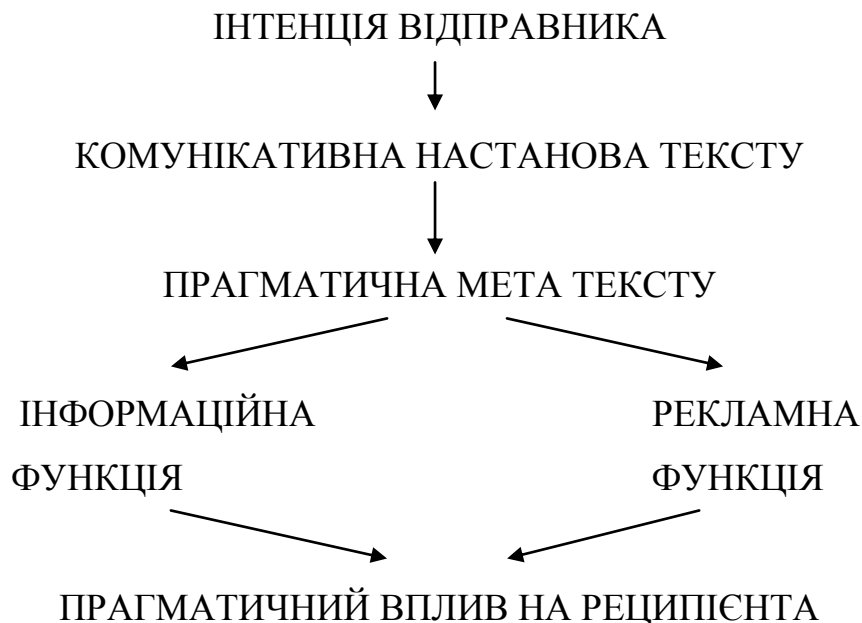 ІНТЕНЦІЯ ВІДПРАВНИКА
КОМУНІКАТИВНА НАСТАНОВА ТЕКСТУ
ПРАГМАТИЧНА МЕТА ТЕКСТУ
ІНФОРМАЦІЙНА
ФУНКЦІЯ
РЕКЛАМНА
ФУНКЦІЯ
ПРАГМАТИЧНИЙ ВПЛИВ НА РЕЦИПІЄНТА